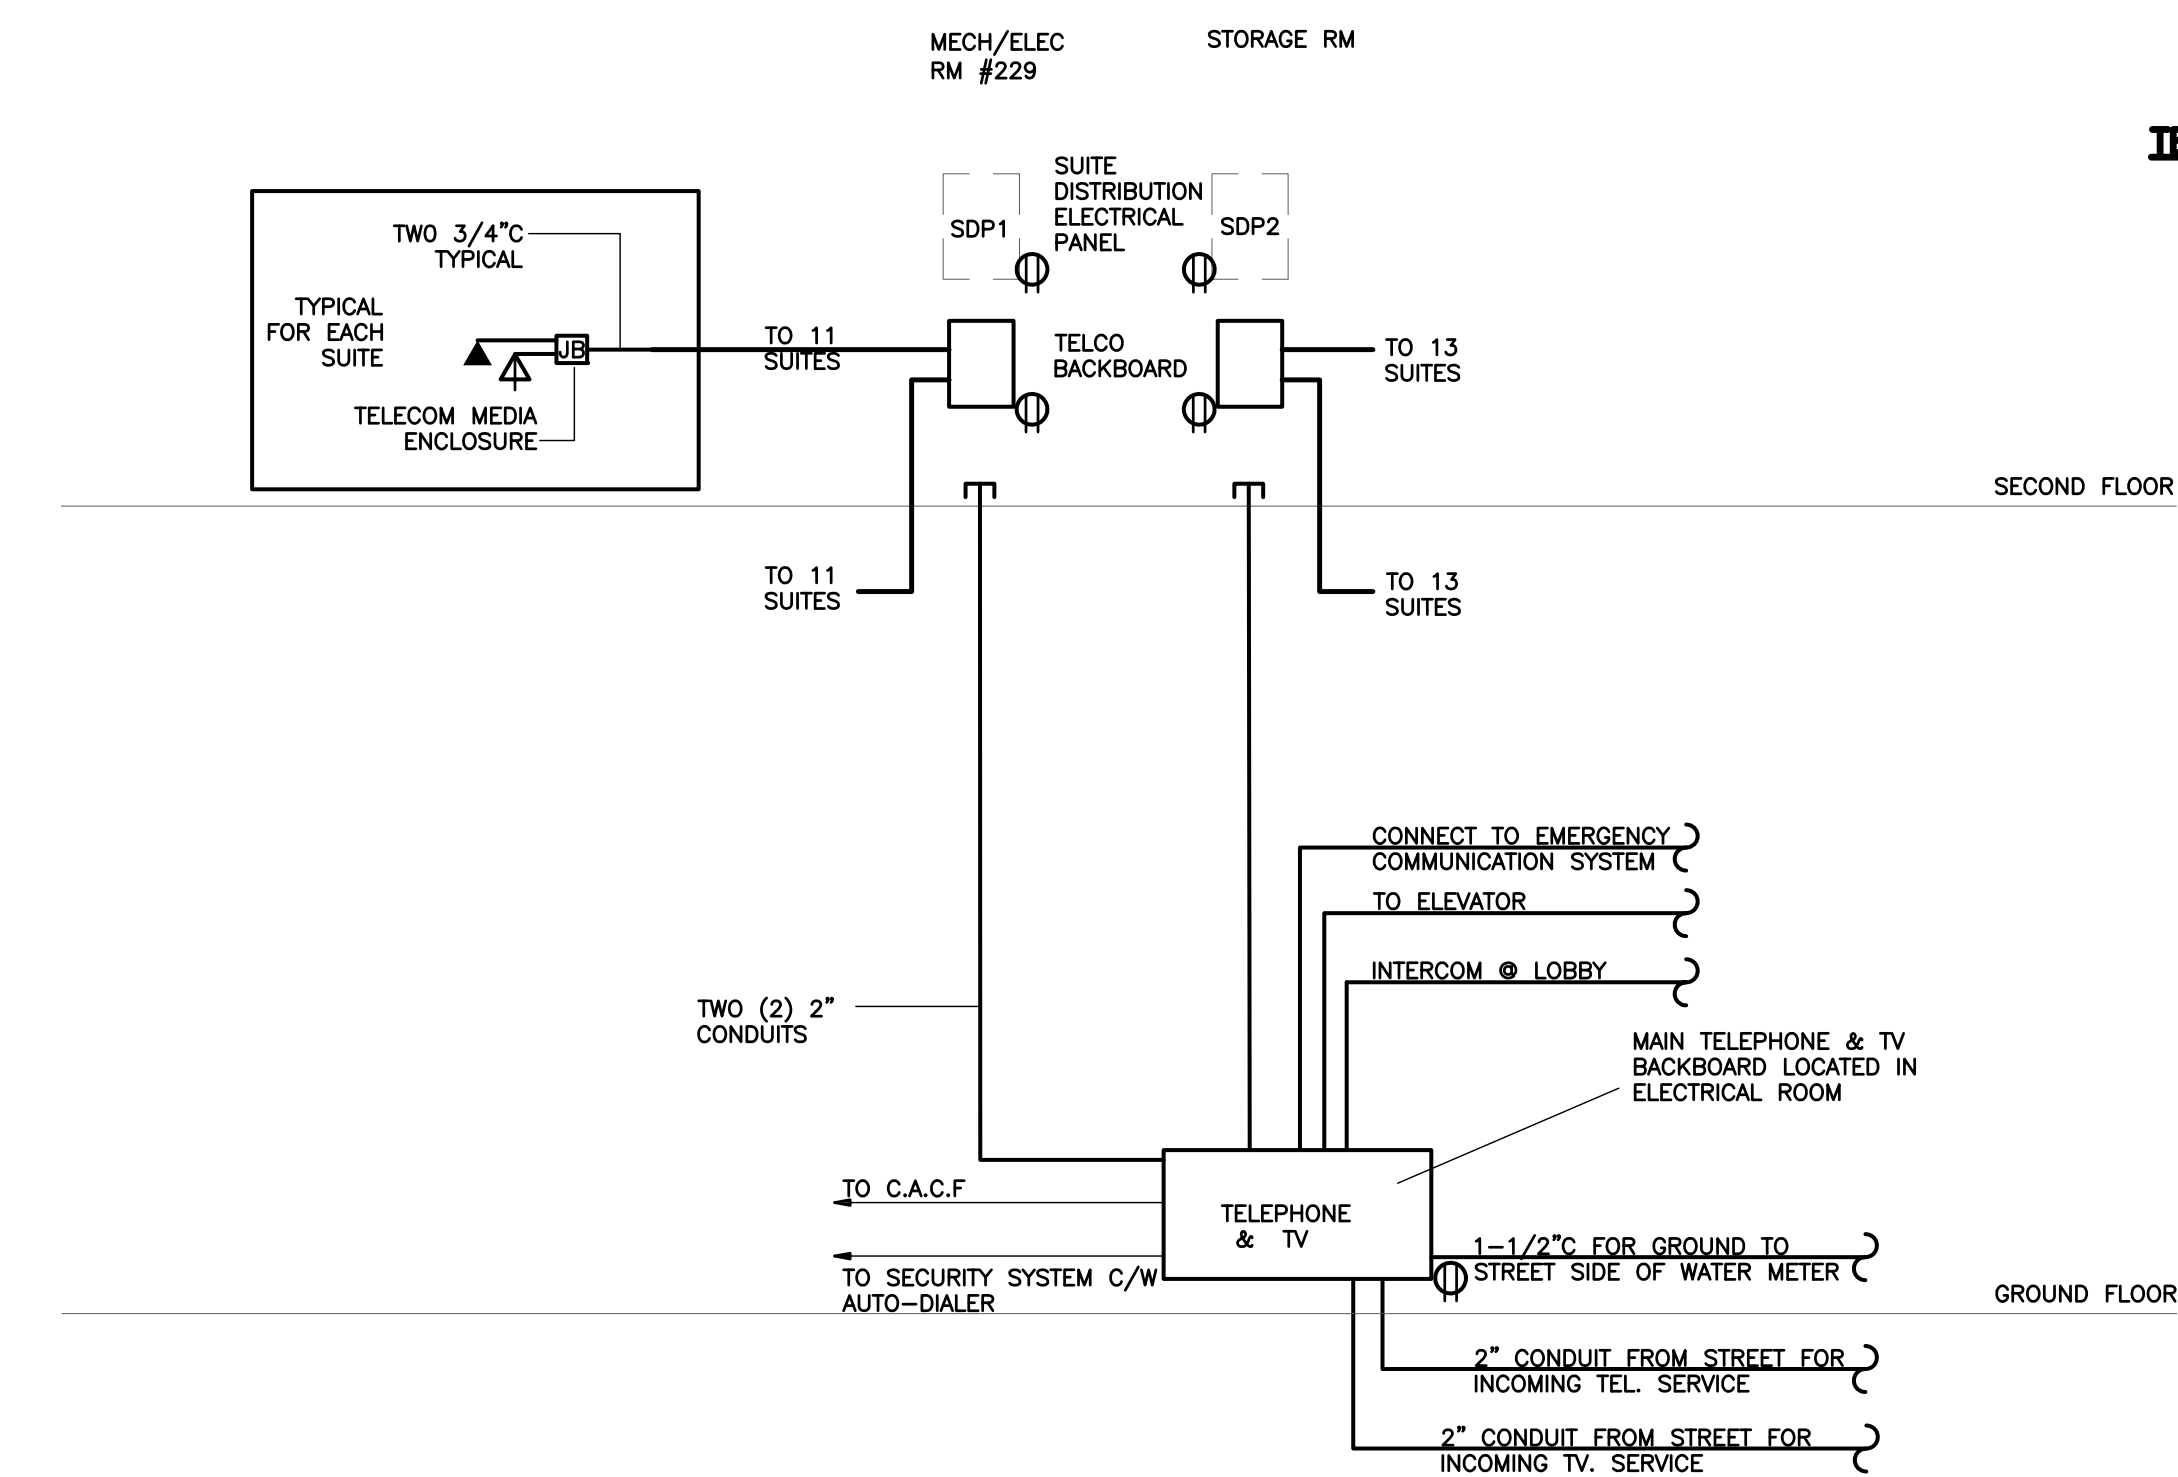 MECH/ELEC
RM #229
STORAGE RM
SUITE
DISTRIBUTION
ELECTRICAL
PANEL
SDP1
SDP2
TWO 3/4"C
TYPICAL
TYPICAL
FOR EACH
SUITE
JB
TELECOM MEDIA
ENCLOSURE
TO 11
SUITES
TELCO
BACKBOARD
TO 13
SUITES
SECOND FLOOR
TO 11
SUITES
TO 13
SUITES
CONNECT TO EMERGENCY
COMMUNICATION SYSTEM
TO ELEVATOR
INTERCOM @ LOBBY
TWO (2) 2"
CONDUITS
MAIN TELEPHONE & TV
BACKBOARD LOCATED IN
ELECTRICAL ROOM
TO C.A.C.F
TELEPHONE
& TV
TO SECURITY SYSTEM C/W
AUTO-DIALER
1-1/2"C FOR GROUND TO
STREET SIDE OF WATER METER
GROUND FLOOR
2" CONDUIT FROM STREET FOR
INCOMING TEL. SERVICE
2" CONDUIT FROM STREET FOR
INCOMING TV. SERVICE